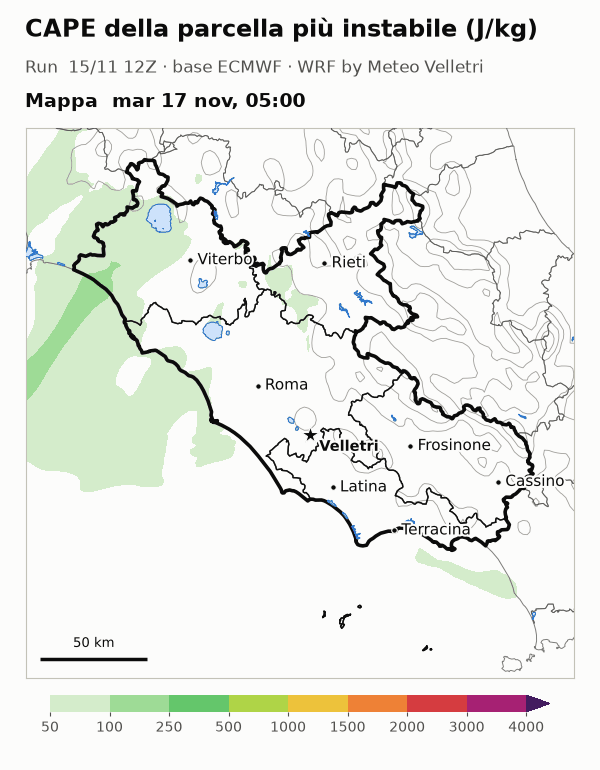 CAPE della parcella più instabile (J/kg)
Run 15/11 12Z · base ECMWF · WRF by Meteo Velletri
Mappa mar 17 nov, 05:00
Viterbo
Rieti
Roma
Velletri
Frosinone
Cassino
Latina
Terracina
50 km
50 100 250 500 1000 1500 2000 3000 4000